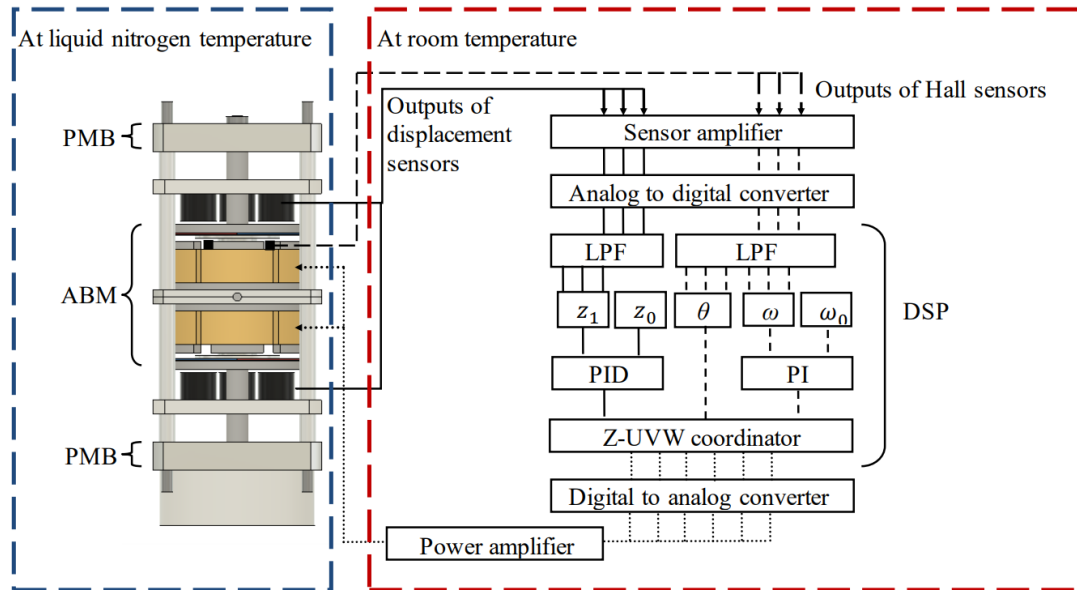 At liquid nitrogen temperature
PMB
ABM
PMB
At room temperature
Outputs of
displacement
sensors
Outputs of Hall sensors
Sensor amplifier
Analog to digital converter
LPF
LPF
z₁
z₀
θ
ω
ω₀
DSP
PID
PI
Z-UVW coordinator
Digital to analog converter
Power amplifier